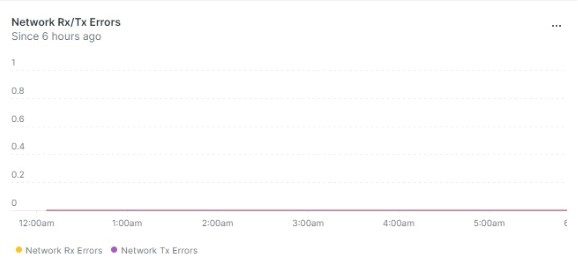 Network Rx/Tx Errors
...
Since 6 hours ago
1
0.8
0.6
0.4
0.2
0
12:00am 1:00am 2:00am 3:00am 4:00am 5:00am 6
Network Rx Errors Network Tx Errors